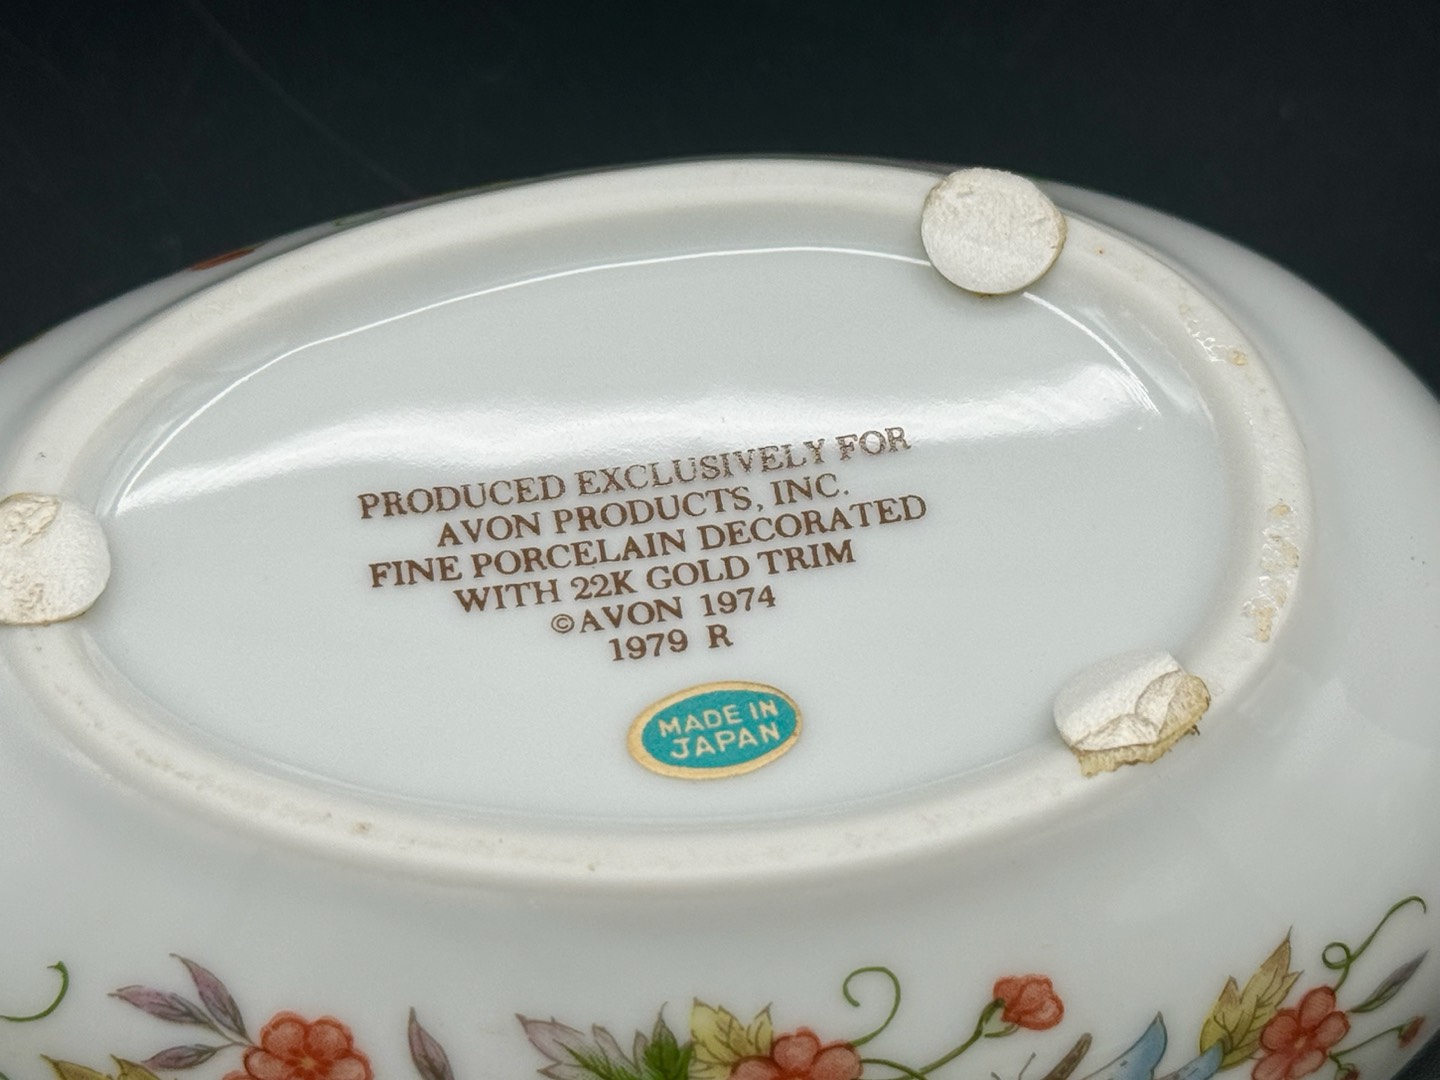 PRODUCED EXCLUSIVELY FOR
AVON PRODUCTS, INC.
FINE PORCELAIN DECORATED
WITH 22K GOLD TRIM
©AVON 1974
1979 R
MADE IN
JAPAN